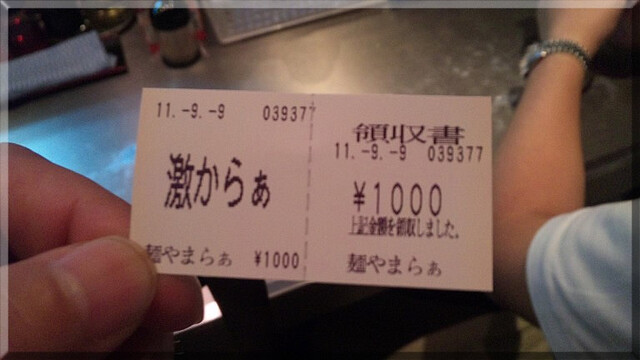 11.-9.-9 039377
激からぁ
麺やまらぁ ¥1000
領収書
11.-9.-9 039377
¥1000
上記金額を領収しました。
麺やまらぁ